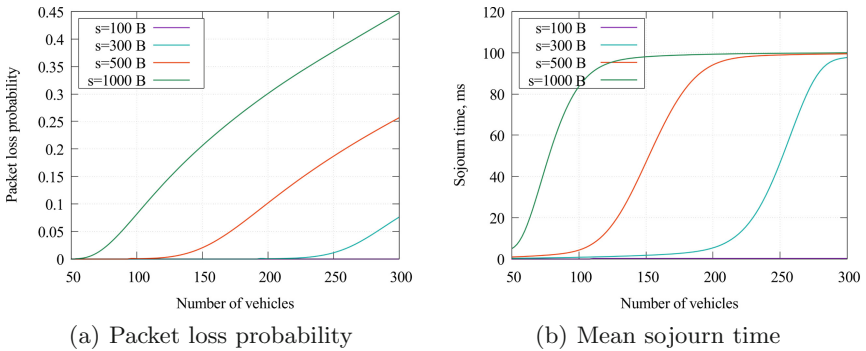 0.45
0.4
0.35
0.3
0.25
0.2
0.15
0.1
0.05
0
Packet loss probability
s=100 B
s=300 B
s=500 B
s=1000 B
50 100 150 200 250 300
Number of vehicles
(a) Packet loss probability
120
100
80
60
40
20
0
Sojourn time, ms
s=100 B
s=300 B
s=500 B
s=1000 B
50 100 150 200 250 300
Number of vehicles
(b) Mean sojourn time